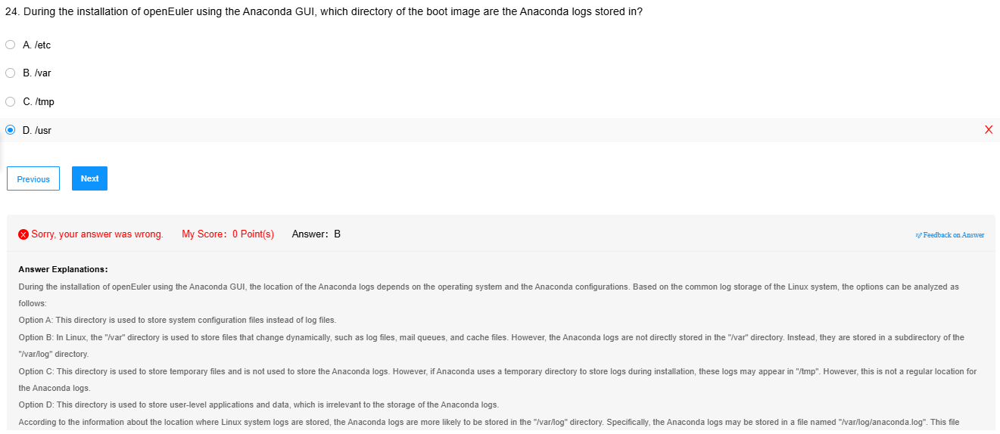 24. During the installation of openEuler using the Anaconda GUI, which directory of the boot image are the Anaconda logs stored in?
A. /etc
B. /var
C. /tmp
D. /usr
X
Previous Next
Sorry, your answer was wrong. My Score: 0 Point(s) Answer: B Feedback on Answer
Answer Explanations:
During the installation of openEuler using the Anaconda GUI, the location of the Anaconda logs depends on the operating system and the Anaconda configurations. Based on the common log storage of the Linux system, the options can be analyzed as
follows:
Option A: This directory is used to store system configuration files instead of log files.
Option B: In Linux, the "/var" directory is used to store files that change dynamically, such as log files, mail queues, and cache files. However, the Anaconda logs are not directly stored in the "/var" directory. Instead, they are stored in a subdirectory of the
"/var/log" directory.
Option C: This directory is used to store temporary files and is not used to store the Anaconda logs. However, if Anaconda uses a temporary directory to store logs during installation, these logs may appear in "/tmp". However, this is not a regular location for
the Anaconda logs.
Option D: This directory is used to store user-level applications and data, which is irrelevant to the storage of the Anaconda logs.
According to the information about the location where Linux system logs are stored, the Anaconda logs are more likely to be stored in the "/var/log" directory. Specifically, the Anaconda logs may be stored in a file named "/var/log/anaconda.log". This file